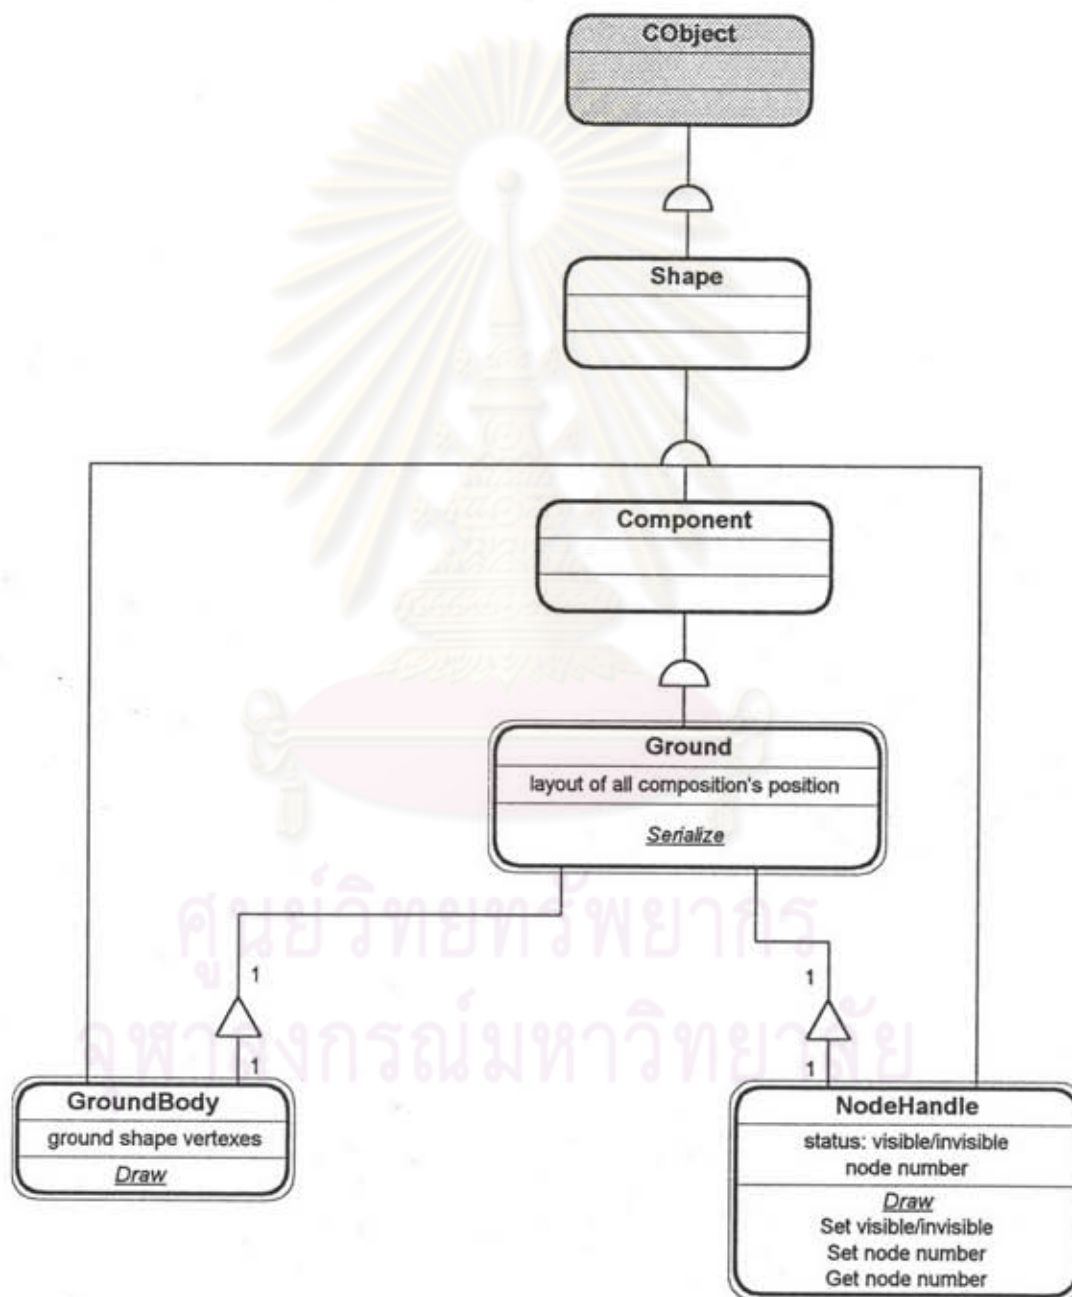 CObject
Shape
Component
Ground
layout of all composition's position
Serialize
ศูนย์วิทยทรัพยากร
จุฬาลงกรณ์มหาวิทยาลัย
1
1
1
1
GroundBody
ground shape vertexes
Draw
NodeHandle
status: visible/invisible
node number
Draw
Set visible/invisible
Set node number
Get node number